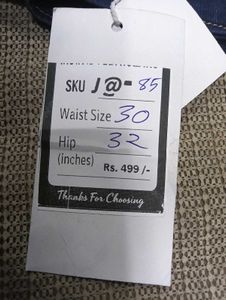 SKU J@-85
Waist Size 30
Hip 32
(inches) Rs. 499/-
Thanks For Choosing